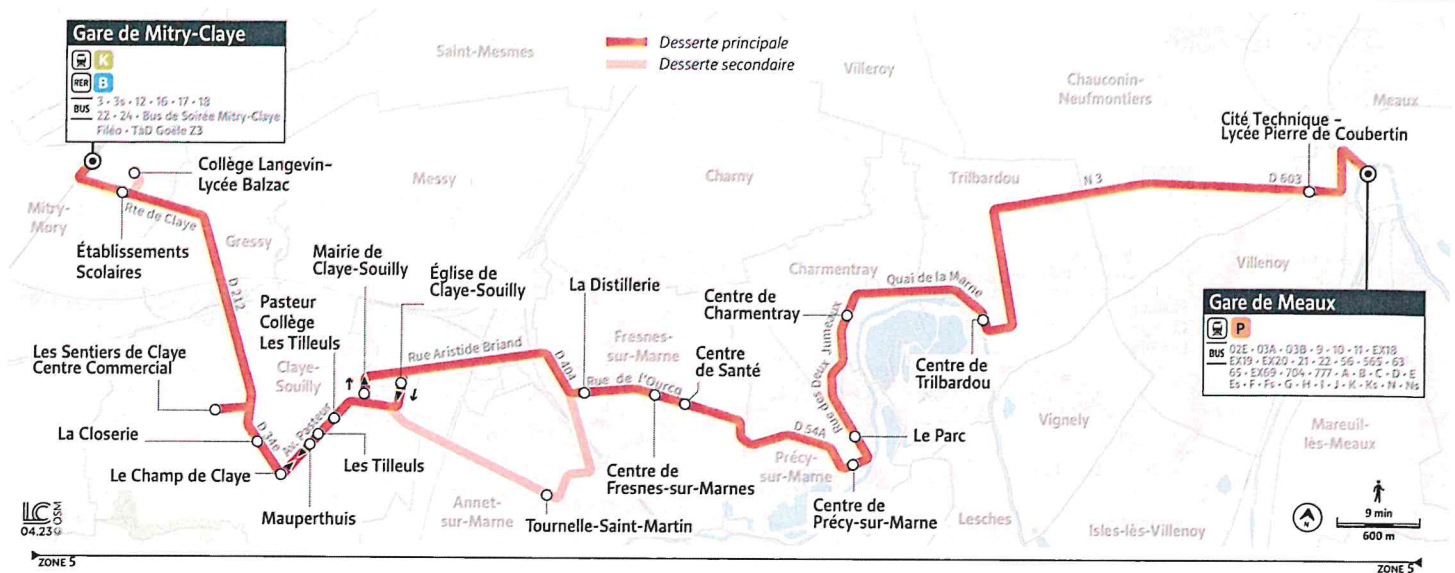 Gare de Mitry-Claye
K
RER B
BUS 3 • 3s • 12 • 16 • 17 • 18
22 • 24 • Bus de Soirée Mitry-Claye
Filéo • TàD Goële Z3
Desserte principale
Desserte secondaire
Saint-Mesmes
Villeroy
Chauconin-
Neufmontiers
Meaux
Cité Technique –
Lycée Pierre de Coubertin
Collège Langevin–
Lycée Balzac
Messy
Charny
Trilbardou
N 3
D 603
Mitry-
Mory
Rte de Claye
Gressy
Établissements
Scolaires
Mairie de
Claye-Souilly
Église de
Claye-Souilly
La Distillerie
Charmentray
Quai de la Marne
Villenoy
D 212
Pasteur
Collège
Les Tilleuls
Centre de
Charmentray
Gare de Meaux
P
BUS 02E • 03A • 03B • 9 • 10 • 11 • EX18
EX19 • EX20 • 21 • 22 • 56 • 56S • 63
65 • EX69 • 704 • 777 • A • B • C • D • E
Es • F • Fs • G • H • I • J • K • Ks • N • Ns
Les Sentiers de Claye
Centre Commercial
Claye-
Souilly
Rue Aristide Briand
D 404
Fresnes-
sur-Marne
Rue de l'Ourcq
Centre
de Santé
Rue des Deux Jumeaux
Centre de
Trilbardou
Vignely
La Closerie
D 34e
Av. Pasteur
D 54A
Le Parc
Mareuil-
lès-Meaux
Le Champ de Claye
Les Tilleuls
Centre de
Fresnes-sur-Marnes
Précy-
sur-Marne
Mauperthuis
Annet-
sur-Marne
Tournelle-Saint-Martin
Centre de
Précy-sur-Marne
Lesches
Isles-lès-Villenoy
LC
04.23
© OSM
N
9 min
600 m
ZONE 5
ZONE 5